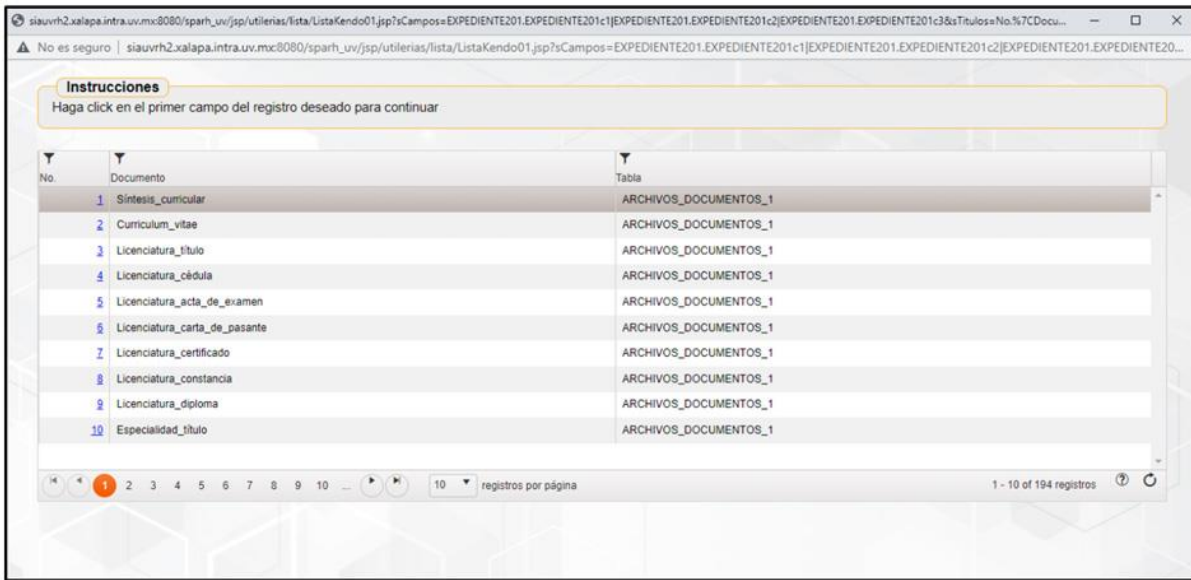 siauvrh2.xalapa.intra.uv.mx:8080/sparh_uv/jsp/utilerias/lista/ListaKendo01.jsp?sCampos=EXPEDIENTE201.EXPEDIENTE201c1|EXPEDIENTE201.EXPEDIENTE201c2|EXPEDIENTE201.EXPEDIENTE201c3&sTitulos=No.%7CDocu...
No es seguro | siauvrh2.xalapa.intra.uv.mx:8080/sparh_uv/jsp/utilerias/lista/ListaKendo01.jsp?sCampos=EXPEDIENTE201.EXPEDIENTE201c1|EXPEDIENTE201.EXPEDIENTE201c2|EXPEDIENTE201.EXPEDIENTE20...
Instrucciones
Haga click en el primer campo del registro deseado para continuar
No. Documento Tabla
1 Síntesis_curricular ARCHIVOS_DOCUMENTOS_1
2 Curriculum_vitae ARCHIVOS_DOCUMENTOS_1
3 Licenciatura_título ARCHIVOS_DOCUMENTOS_1
4 Licenciatura_cédula ARCHIVOS_DOCUMENTOS_1
5 Licenciatura_acta_de_examen ARCHIVOS_DOCUMENTOS_1
6 Licenciatura_carta_de_pasante ARCHIVOS_DOCUMENTOS_1
7 Licenciatura_certificado ARCHIVOS_DOCUMENTOS_1
8 Licenciatura_constancia ARCHIVOS_DOCUMENTOS_1
9 Licenciatura_diploma ARCHIVOS_DOCUMENTOS_1
10 Especialidad_título ARCHIVOS_DOCUMENTOS_1
1 2 3 4 5 6 7 8 9 10 ... 10 registros por página 1 - 10 of 194 registros